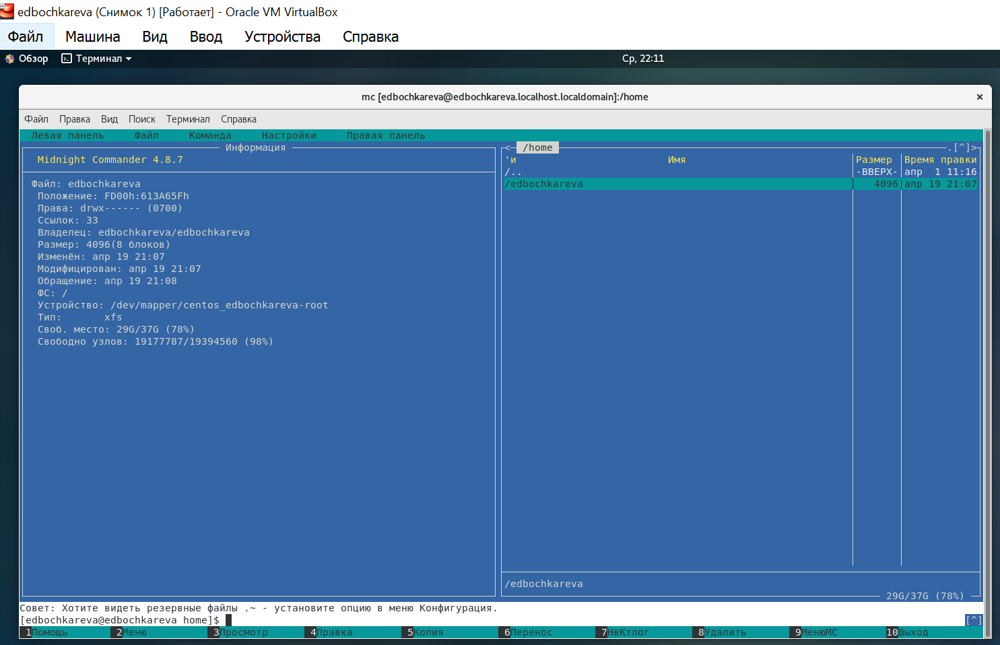 edbochkareva (Снимок 1) [Работает] - Oracle VM VirtualBox
Файл Машина Вид Ввод Устройства Справка
Обзор Терминал Ср, 22:11
mc [edbochkareva@edbochkareva.localhost.localdomain]:/home
Файл Правка Вид Поиск Терминал Справка
Левая панель Файл Команда Настройки Правая панель
Информация
Midnight Commander 4.8.7
Файл: edbochkareva
Положение: FD00h:613A65Fh
Права: drwx------ (0700)
Ссылок: 33
Владелец: edbochkareva/edbochkareva
Размер: 4096(8 блоков)
Изменён: апр 19 21:07
Модифицирован: апр 19 21:07
Обращение: апр 19 21:08
ФС: /
Устройство: /dev/mapper/centos_edbochkareva-root
Тип: xfs
Своб. место: 29G/37G (78%)
Свободно узлов: 19177787/19394560 (98%)
<─ /home .[^]>
'и Имя Размер Время правки
/.. -ВВЕРХ- апр 1 11:16
/edbochkareva 4096 апр 19 21:07
/edbochkareva
29G/37G (78%)
Совет: Хотите видеть резервные файлы .~ - установите опцию в меню Конфигурация.
[edbochkareva@edbochkareva home]$ [^]
1Помощь 2Меню 3Просмотр 4Правка 5Копия 6Перенос 7НвКтлог 8Удалить 9МенюMC 10Выход